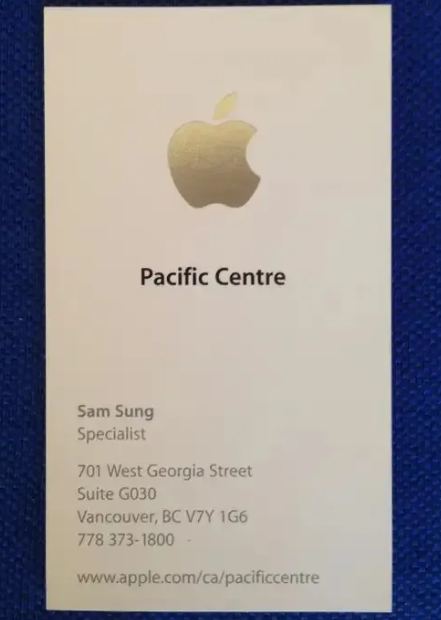 Pacific Centre
Sam Sung
Specialist
701 West Georgia Street
Suite G030
Vancouver, BC V7Y 1G6
778 373-1800
www.apple.com/ca/pacificcentre